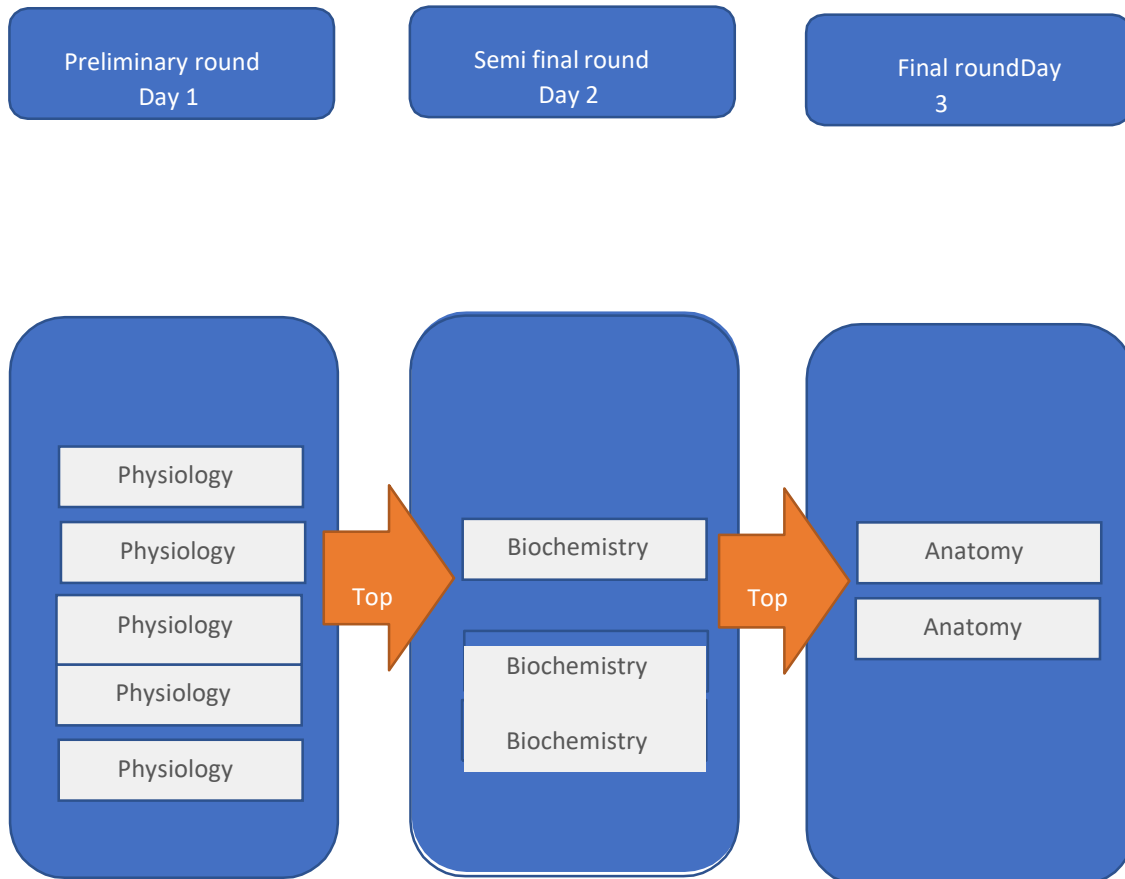 Preliminary round
Day 1
Semi final round
Day 2
Final roundDay
3
Physiology
Physiology
Physiology
Physiology
Physiology
Top
Biochemistry
Biochemistry
Biochemistry
Top
Anatomy
Anatomy